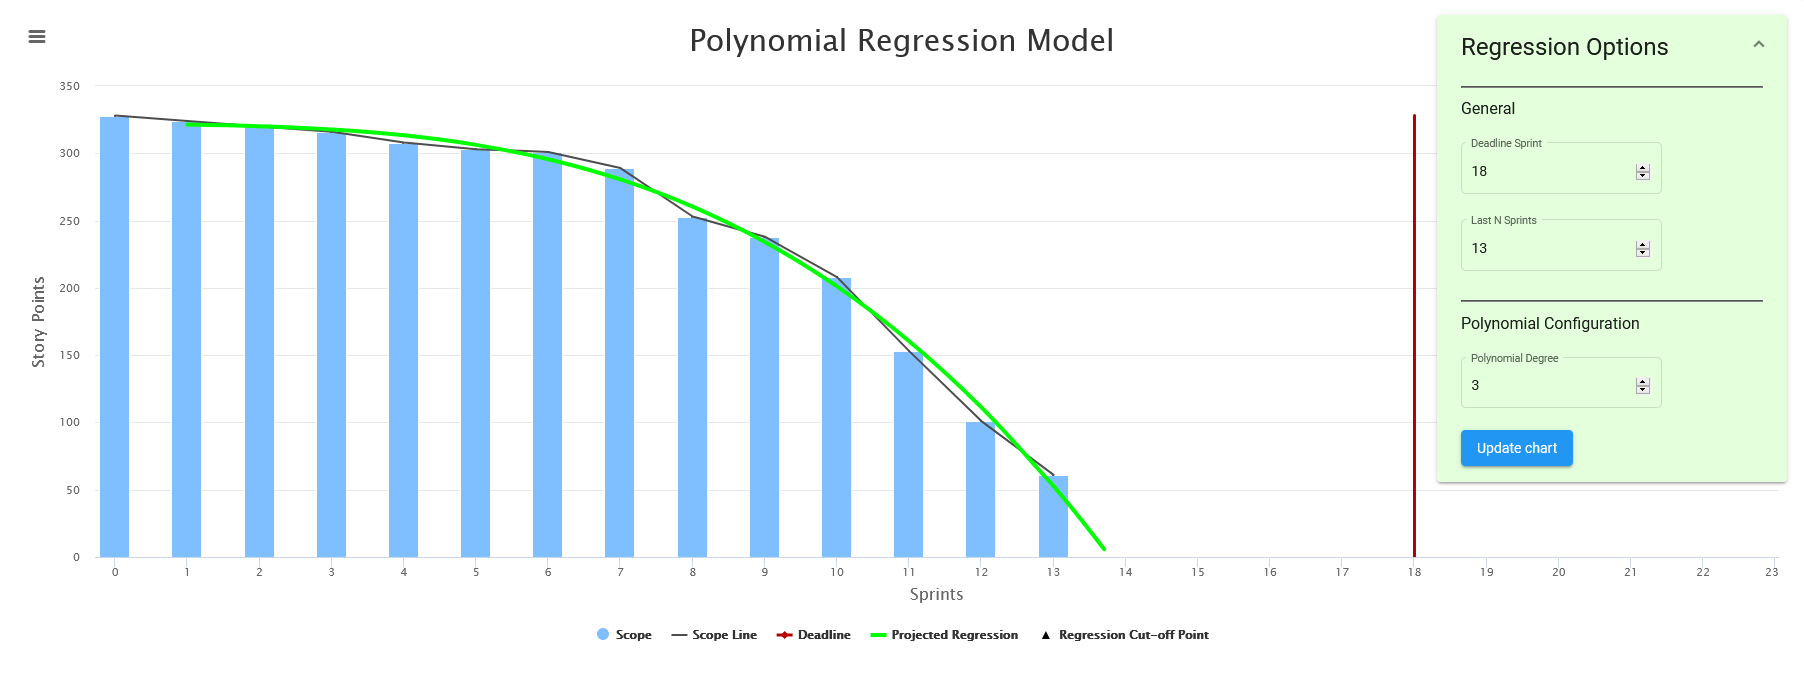 Polynomial Regression Model
350
300
250
200
150
100
50
0
Story Points
0 1 2 3 4 5 6 7 8 9 10 11 12 13 14 15 16 17 18 19 20 21 22 23
Sprints
Scope Scope Line Deadline Projected Regression Regression Cut-off Point
Regression Options
General
Deadline Sprint
18
Last N Sprints
13
Polynomial Configuration
Polynomial Degree
3
Update chart